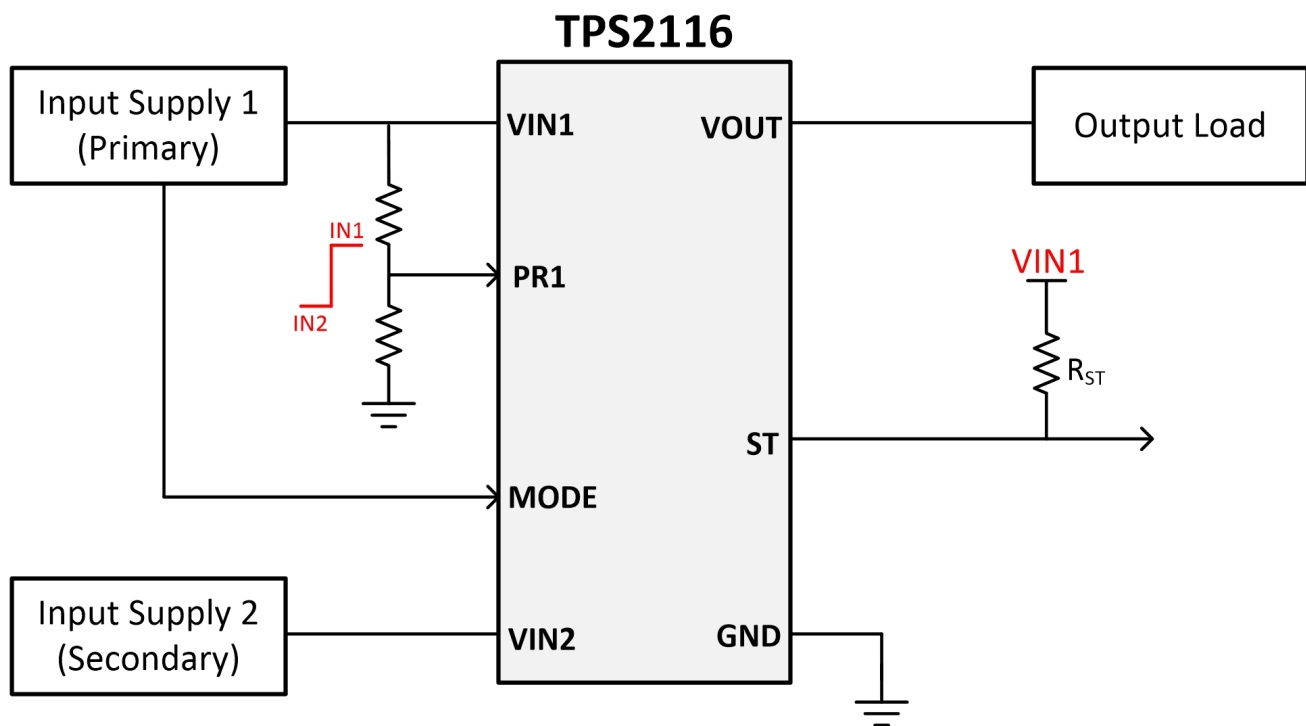 TPS2116
Input Supply 1
(Primary)
VIN1
VOUT
Output Load
IN1
IN2
PR1
VIN1
R_ST
ST
MODE
Input Supply 2
(Secondary)
VIN2
GND